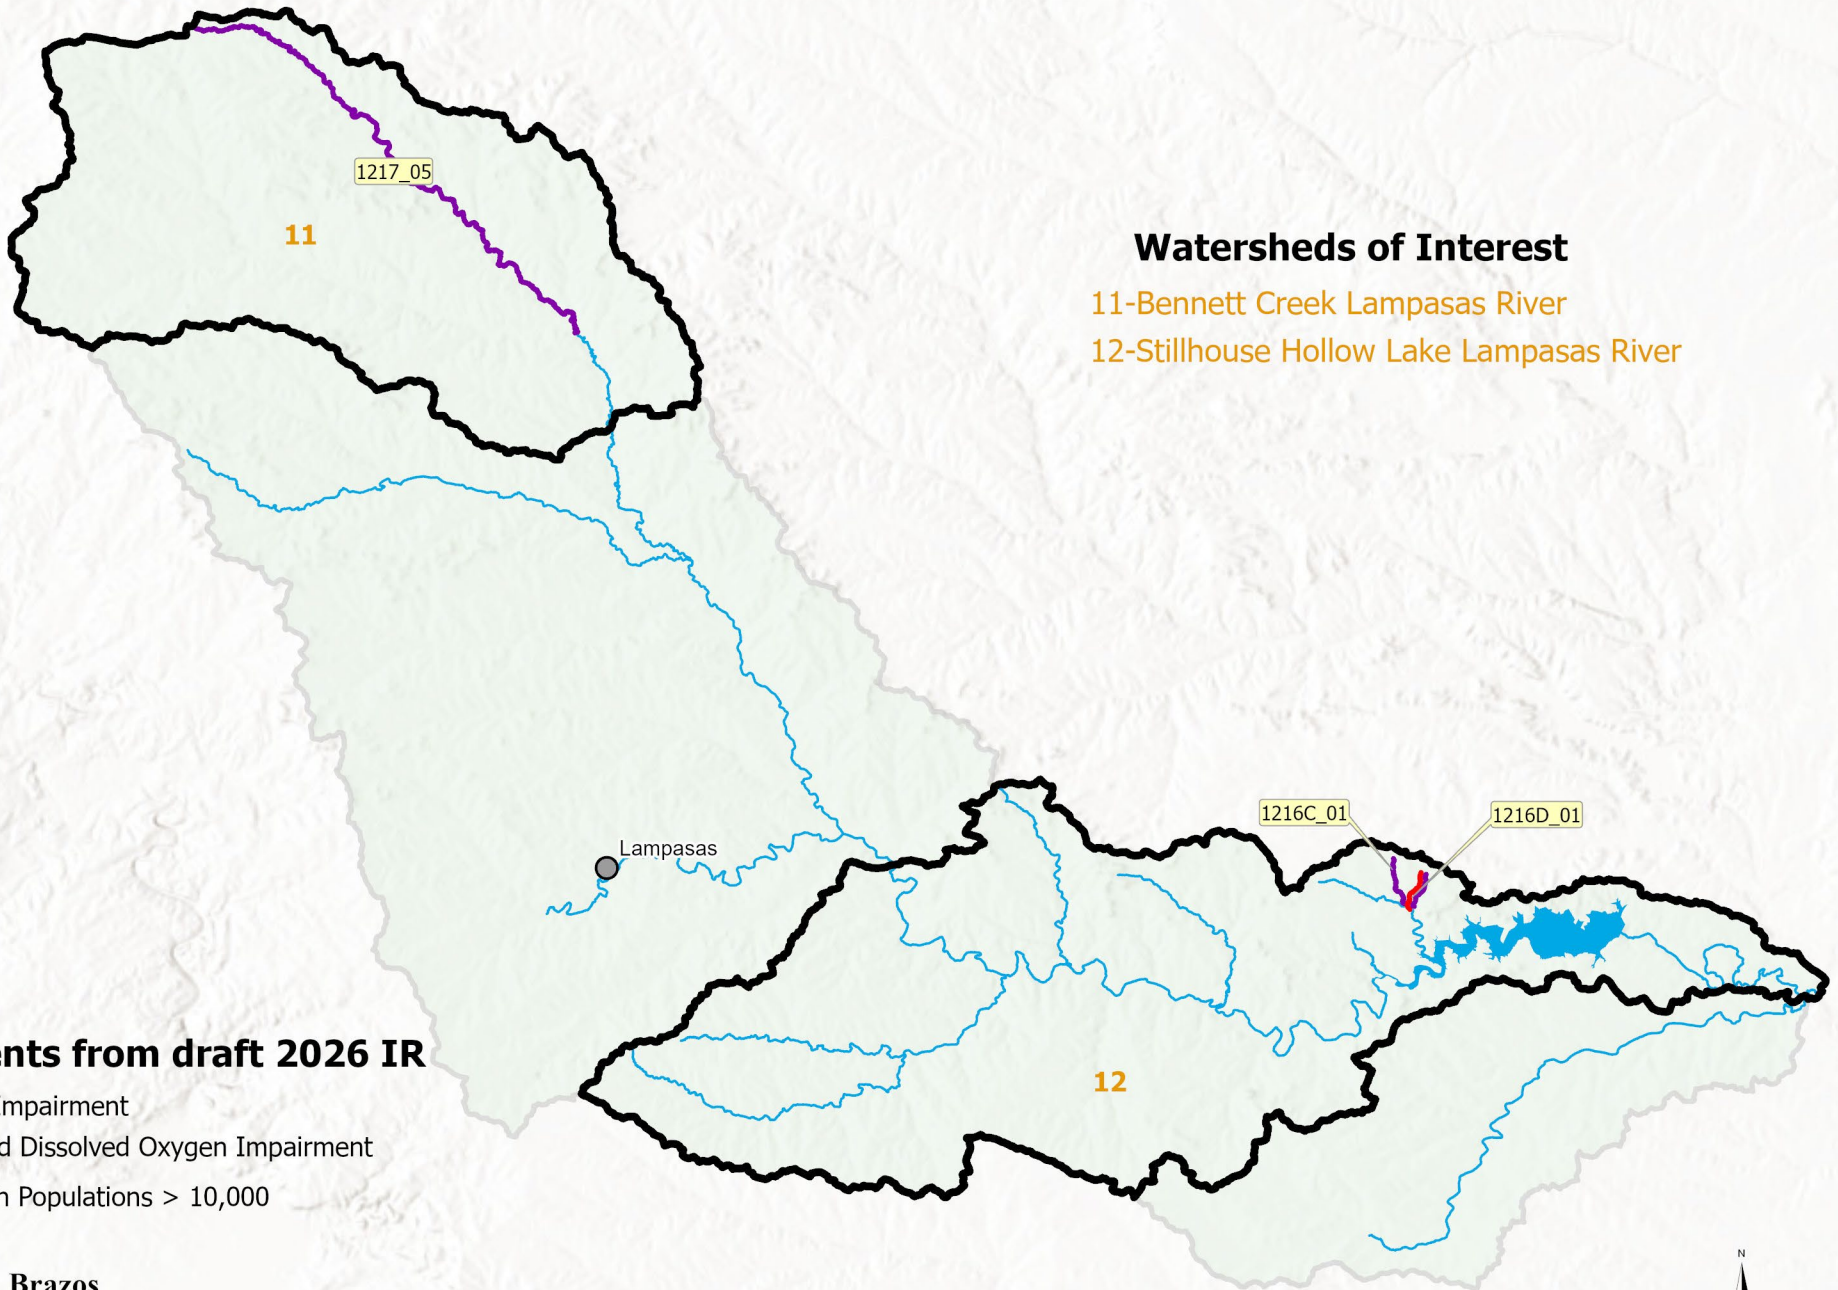 1217_05
11
Watersheds of Interest
11-Bennett Creek Lampasas River
12-Stillhouse Hollow Lake Lampasas River
1216C_01
1216D_01
Lampasas
12
nts from draft 2026 IR
mpairment
d Dissolved Oxygen Impairment
n Populations > 10,000
Brazos
N